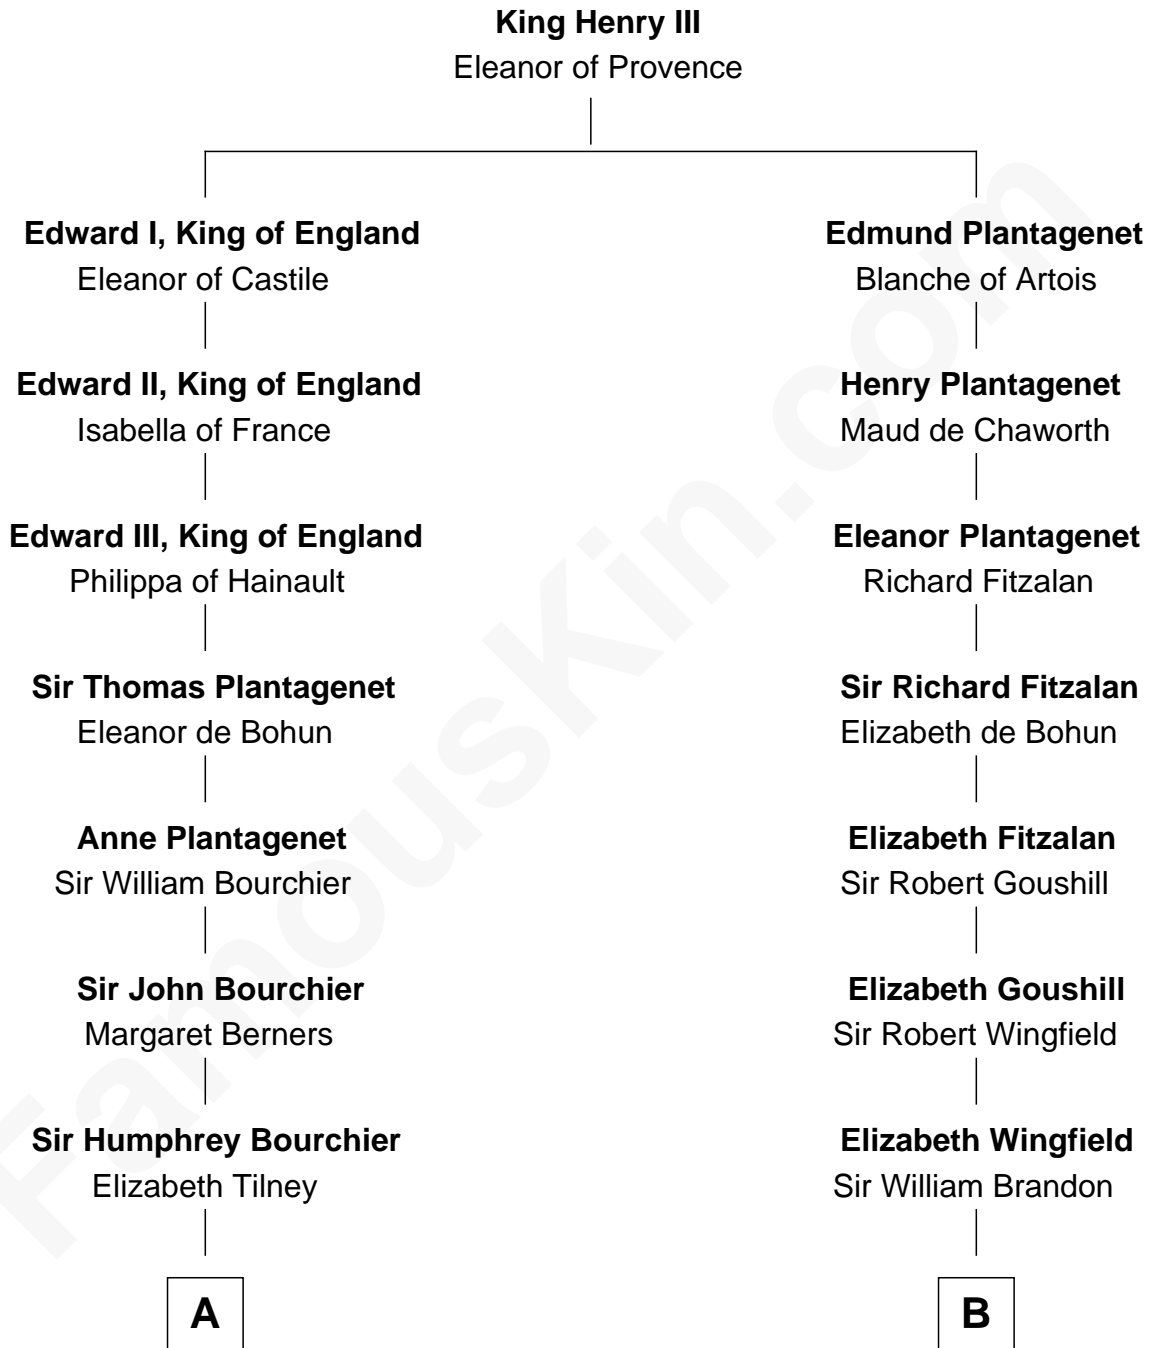 King Henry III
Eleanor of Provence
Edward I, King of England
Eleanor of Castile
Edmund Plantagenet
Blanche of Artois
Edward II, King of England
Isabella of France
Henry Plantagenet
Maud de Chaworth
Edward III, King of England
Philippa of Hainault
Eleanor Plantagenet
Richard Fitzalan
Sir Thomas Plantagenet
Eleanor de Bohun
Sir Richard Fitzalan
Elizabeth de Bohun
Anne Plantagenet
Sir William Bourchier
Elizabeth Fitzalan
Sir Robert Goushill
Sir John Bourchier
Margaret Berners
Elizabeth Goushill
Sir Robert Wingfield
Sir Humphrey Bourchier
Elizabeth Tilney
Elizabeth Wingfield
Sir William Brandon
A
B
FamousKin.com